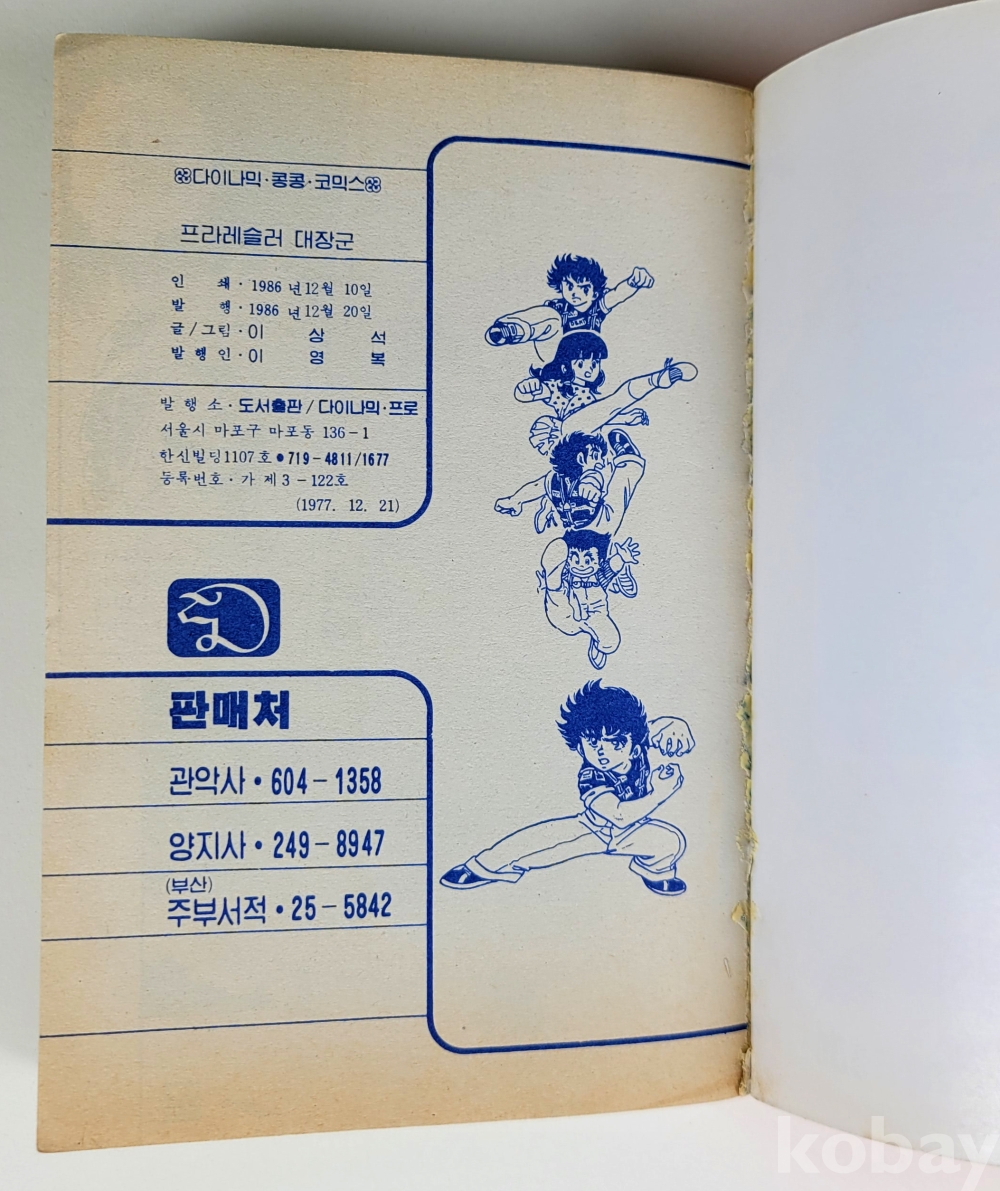 다이나믹·콩콩·코믹스
프라레슬러 대장군
인 쇄 · 1986 년 12월 10일
발 행 · 1986 년 12월 20일
글/그림 · 이 상 석
발 행 인 · 이 영 복
발 행 소 · 도서출판/다이나믹·프로
서울시 마포구 마포동 136-1
한신빌딩1107호●719-4811/1677
등록번호·가 제3-122호
(1977. 12. 21)
판매처
관악사·604-1358
양지사·249-8947
(부산)
주부서적·25-5842
kobay